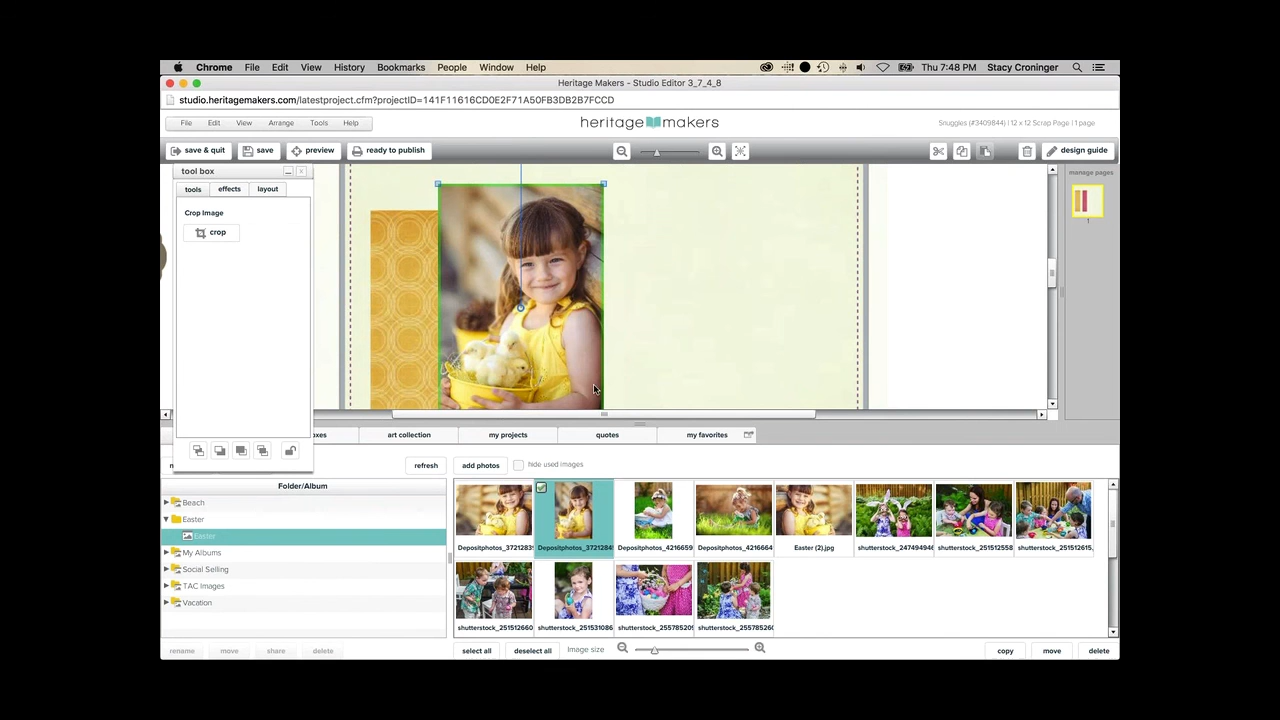 Chrome File Edit View History Bookmarks People Window Help Thu 7:48 PM Stacy Croninger
Heritage Makers - Studio Editor 3_7_4_8
studio.heritagemakers.com/latestproject.cfm?projectID=141F11616CD0E2F71A50FB3DB2B7FCCD
File Edit View Arrange Tools Help
heritage makers
Snuggles (#3409844) | 12 x 12 Scrap Page | 1 page
save & quit save preview ready to publish design guide
tool box
manage pages
tools effects layout
Crop Image
crop
1
oxes art collection my projects quotes my favorites
refresh add photos hide used images
Folder/Album
Beach
Easter
Easter
My Albums
Social Selling
TAC Images
Vacation
Depositphotos_3721283 Depositphotos_3721284 Depositphotos_4216659 Depositphotos_4216664 Easter (2).jpg shutterstock_247494946 shutterstock_251512558 shutterstock_251512615.
shutterstock_251512660 shutterstock_251531086 shutterstock_255785209 shutterstock_255785260
rename move share delete select all deselect all Image size copy move delete